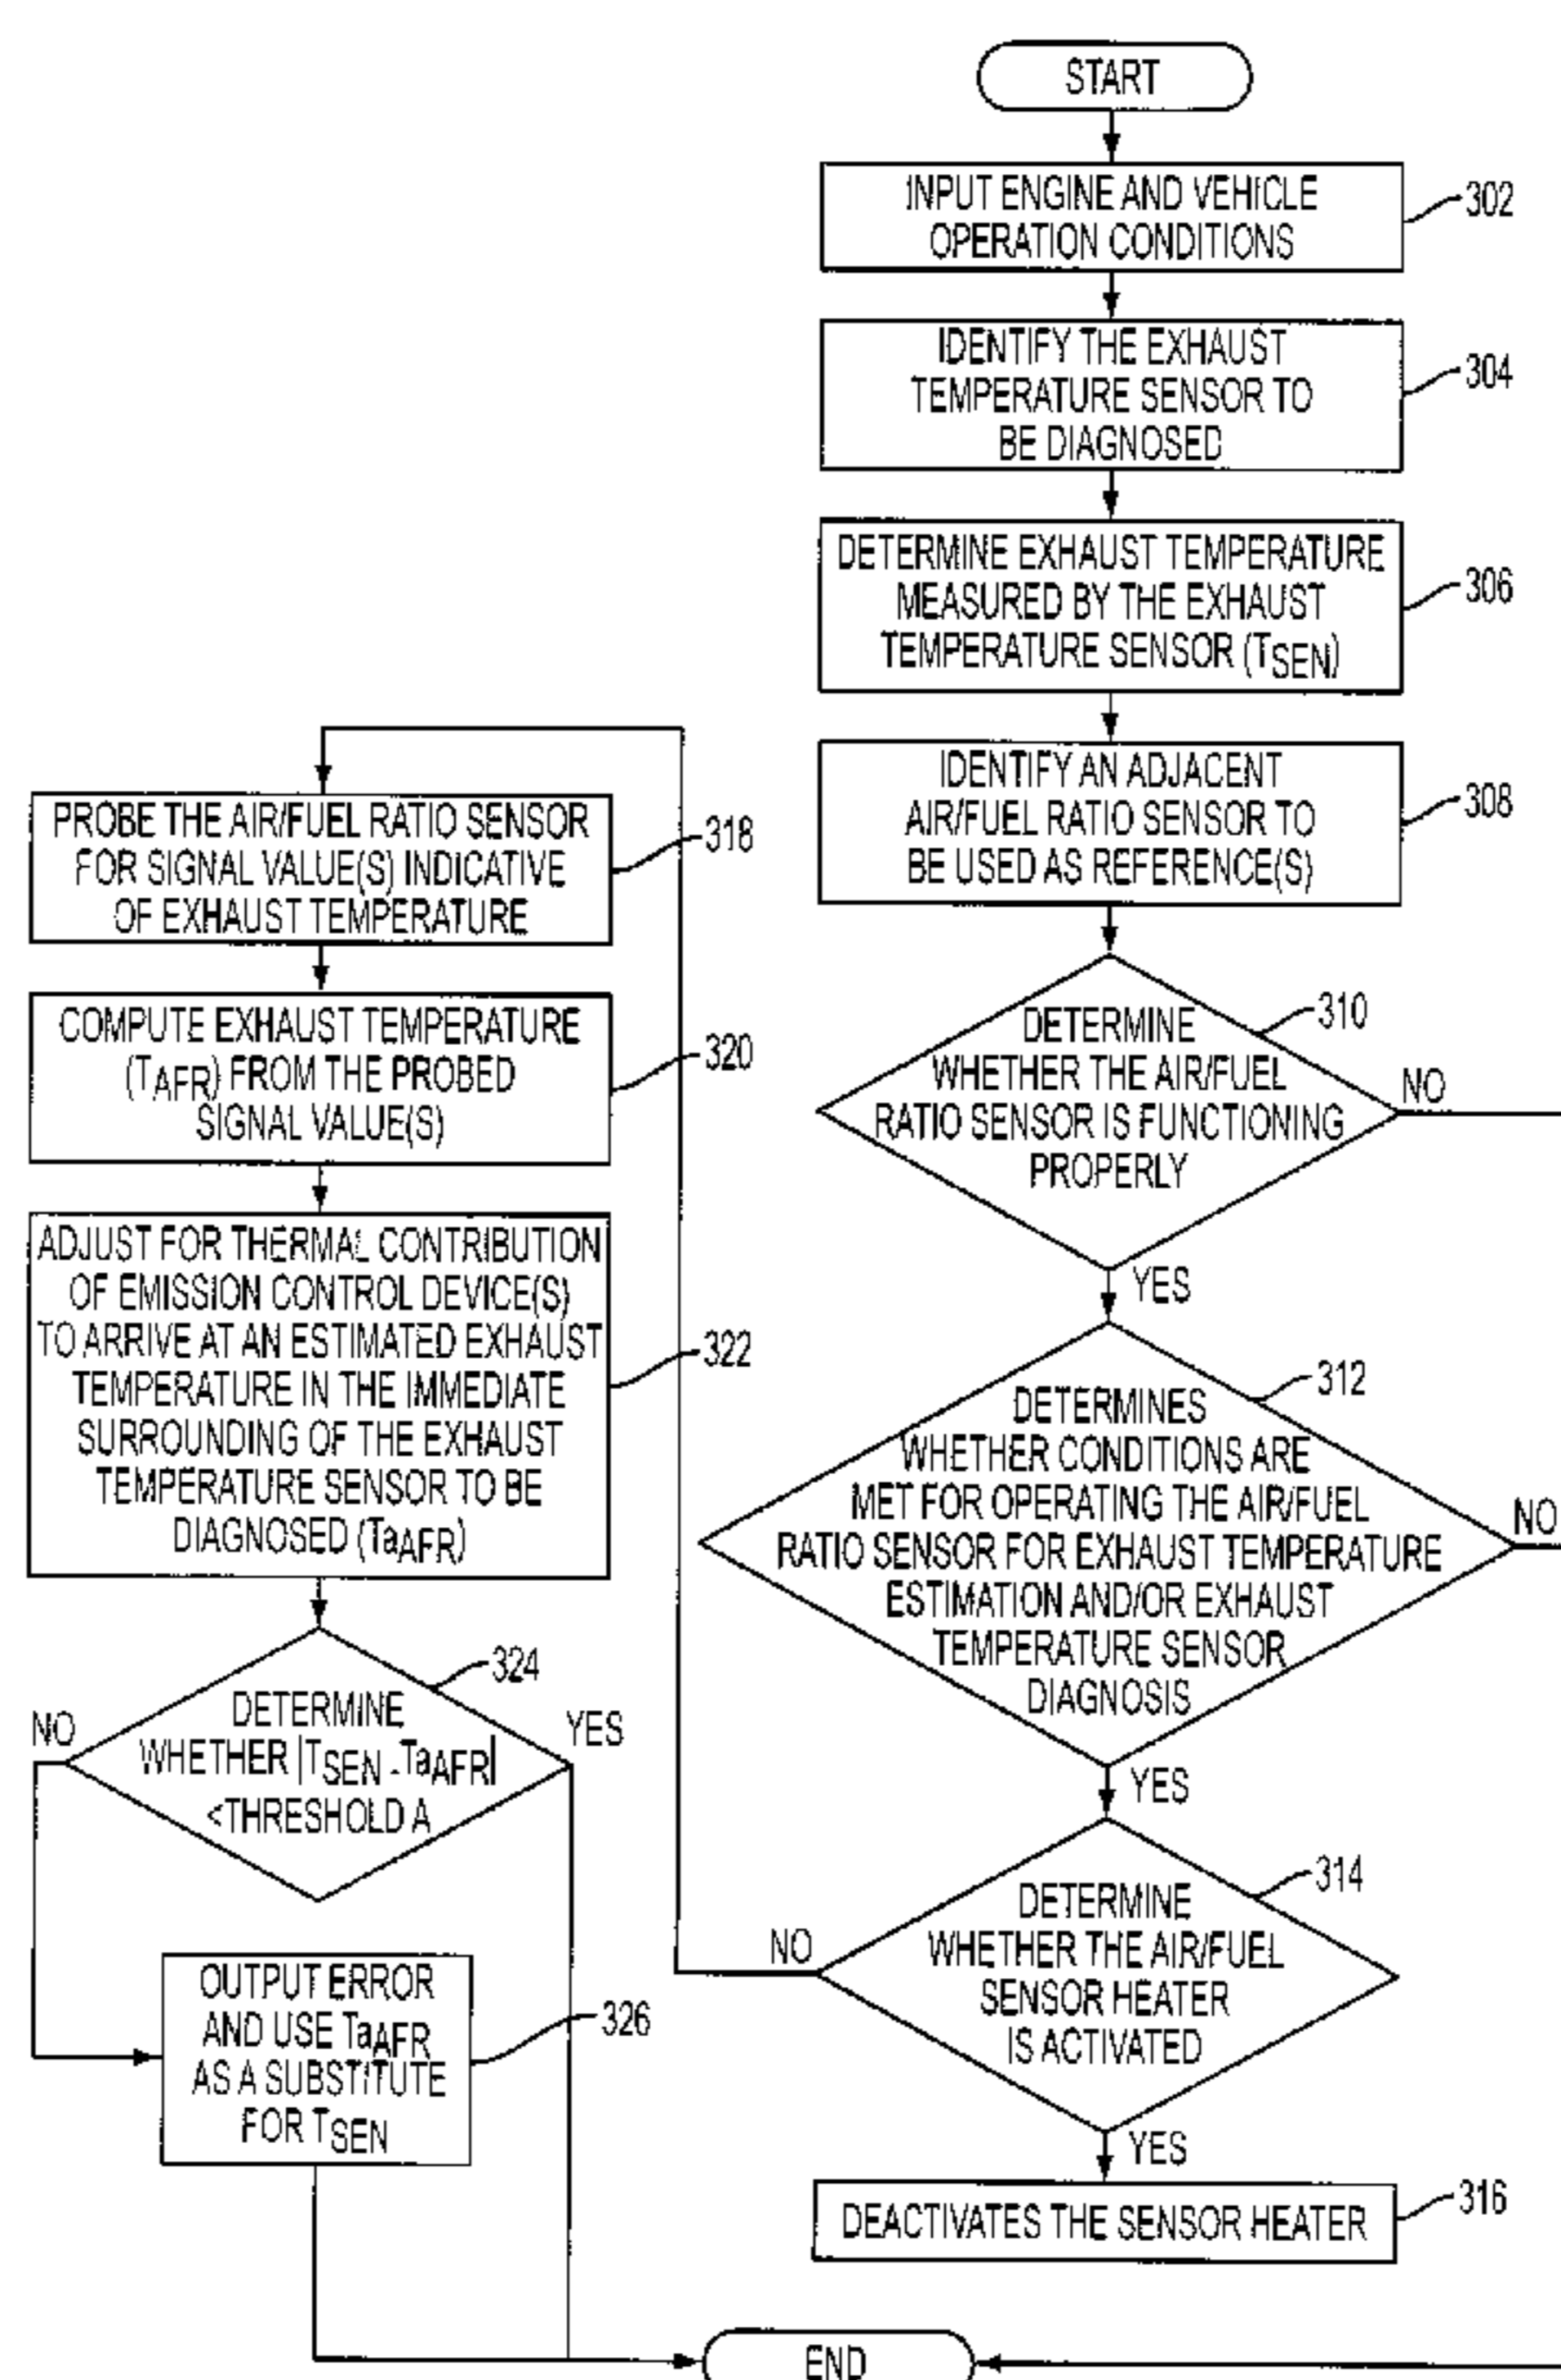 START
INPUT ENGINE AND VEHICLE
OPERATION CONDITIONS
302
IDENTIFY THE EXHAUST
TEMPERATURE SENSOR TO
BE DIAGNOSED
304
DETERMINE EXHAUST TEMPERATURE
MEASURED BY THE EXHAUST
TEMPERATURE SENSOR (TSEN)
306
IDENTIFY AN ADJACENT
AIR/FUEL RATIO SENSOR TO
BE USED AS REFERENCE(S)
308
DETERMINE
WHETHER THE AIR/FUEL
RATIO SENSOR IS FUNCTIONING
PROPERLY
310
NO
YES
DETERMINES
WHETHER CONDITIONS ARE
MET FOR OPERATING THE AIR/FUEL
RATIO SENSOR FOR EXHAUST TEMPERATURE
ESTIMATION AND/OR EXHAUST
TEMPERATURE SENSOR
DIAGNOSIS
312
NO
YES
DETERMINE
WHETHER THE AIR/FUEL
SENSOR HEATER
IS ACTIVATED
314
NO
YES
DEACTIVATES THE SENSOR HEATER
316
PROBE THE AIR/FUEL RATIO SENSOR
FOR SIGNAL VALUE(S) INDICATIVE
OF EXHAUST TEMPERATURE
318
COMPUTE EXHAUST TEMPERATURE
(TAFR) FROM THE PROBED
SIGNAL VALUE(S)
320
ADJUST FOR THERMAL CONTRIBUTION
OF EMISSION CONTROL DEVICE(S)
TO ARRIVE AT AN ESTIMATED EXHAUST
TEMPERATURE IN THE IMMEDIATE
SURROUNDING OF THE EXHAUST
TEMPERATURE SENSOR TO BE
DIAGNOSED (TaAFR)
322
DETERMINE
WHETHER |TSEN - TaAFR|
<THRESHOLD A
324
NO
YES
OUTPUT ERROR
AND USE TaAFR
AS A SUBSTITUTE
FOR TSEN
326
END